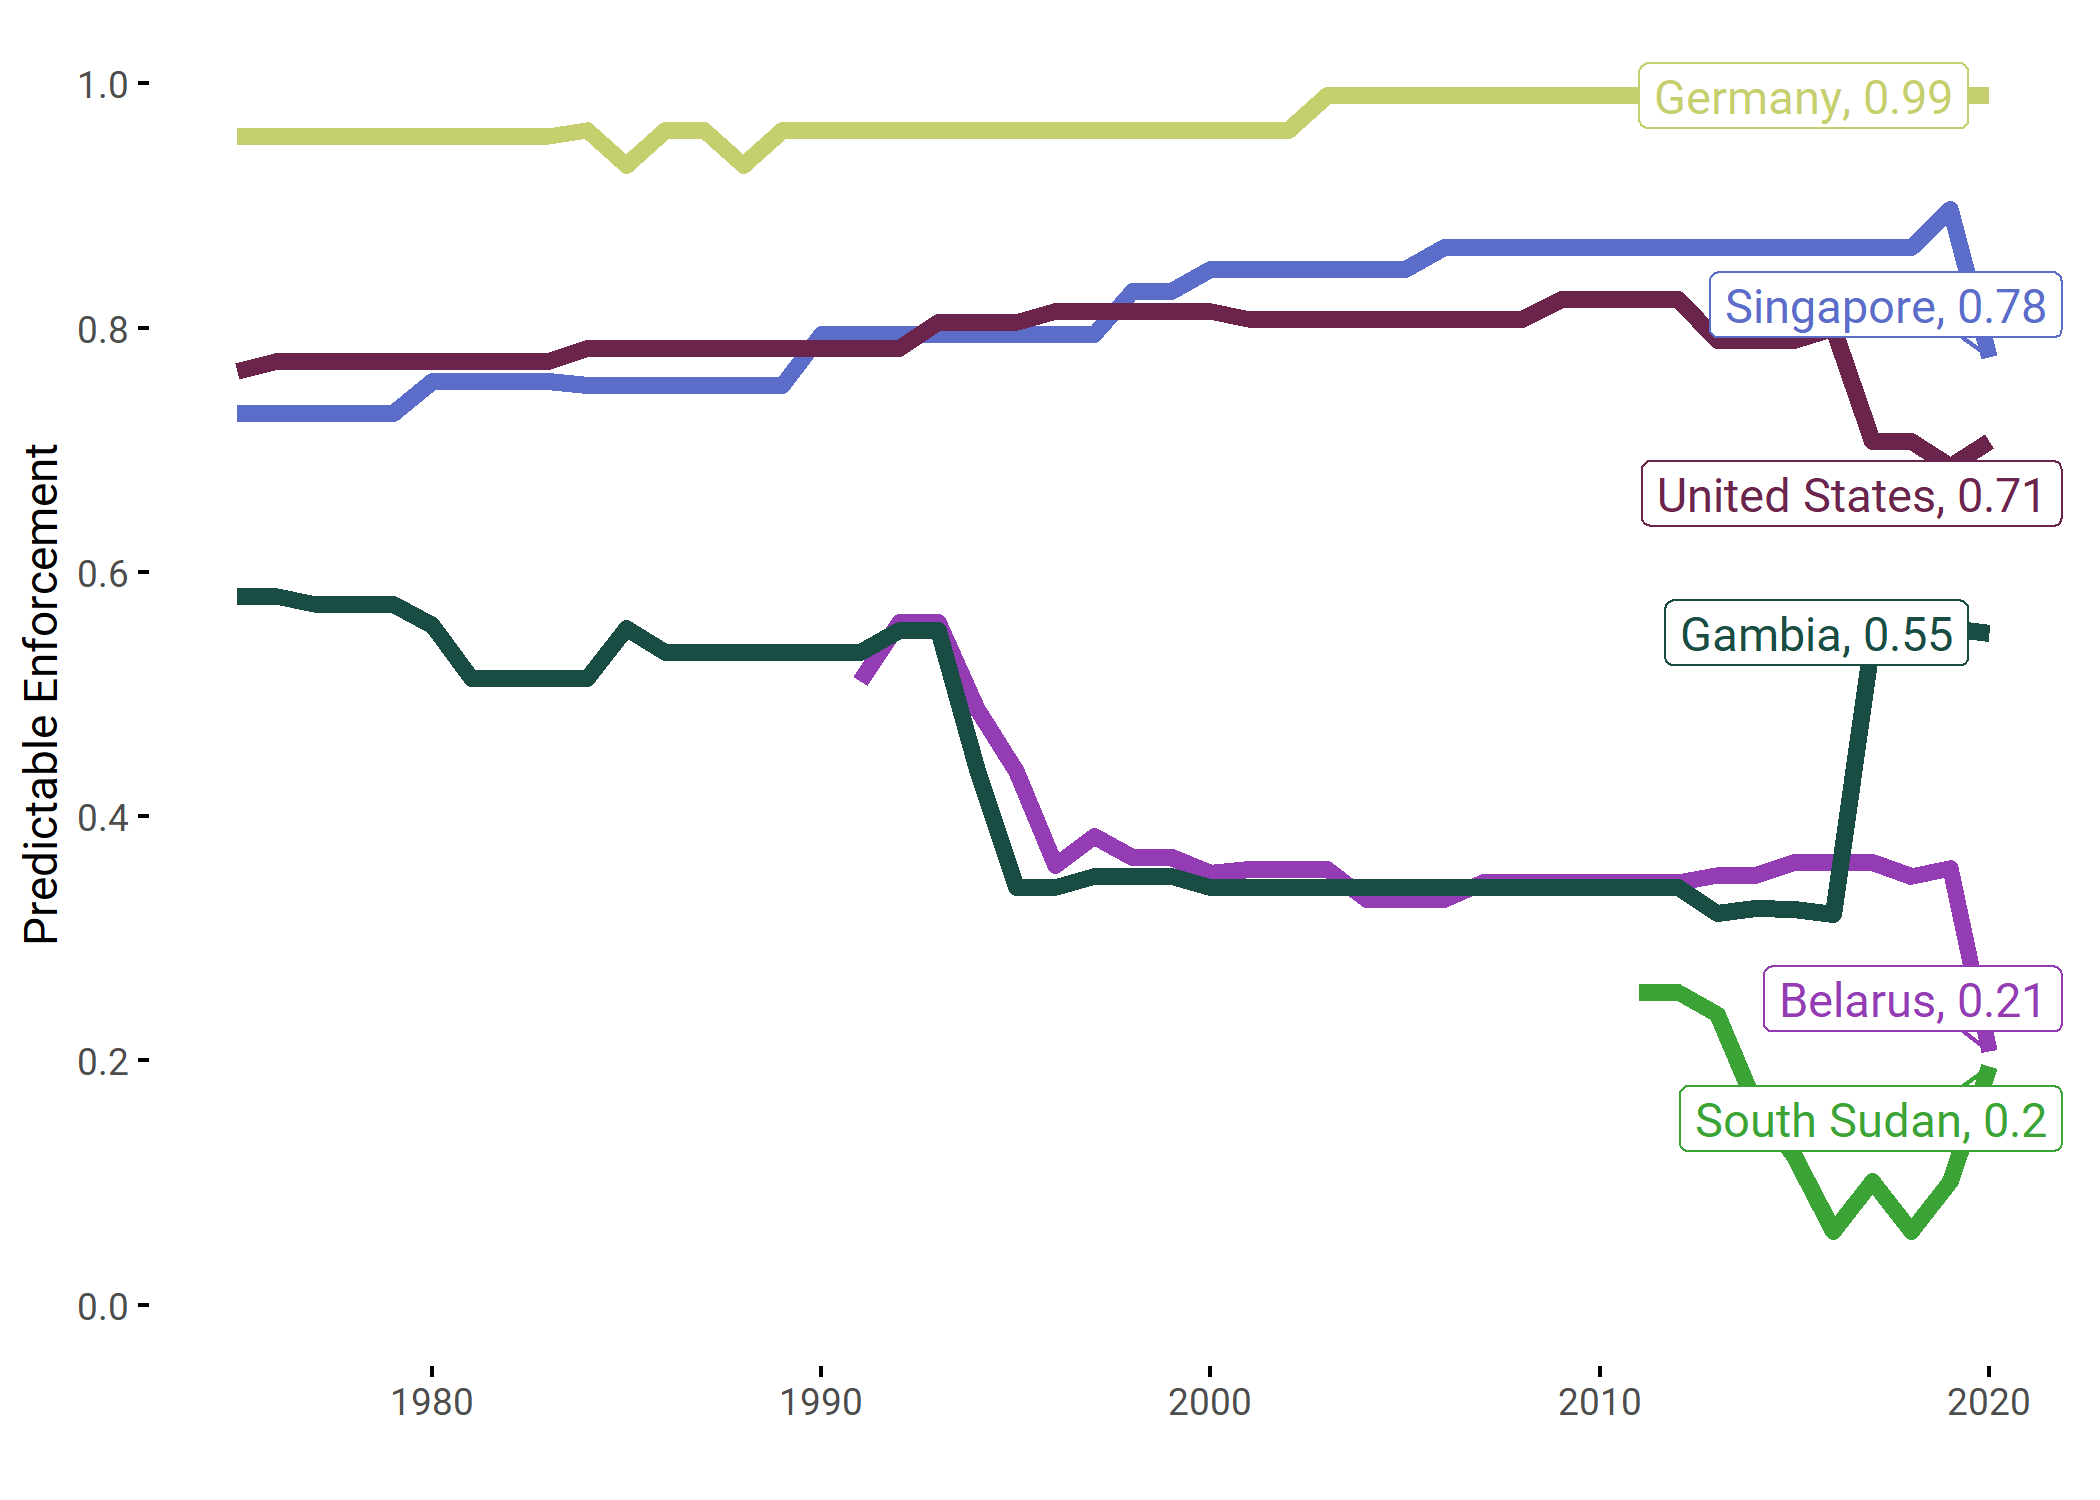 Predictable Enforcement
1.0
0.8
0.6
0.4
0.2
0.0
Germany, 0.99
Singapore, 0.78
United States, 0.71
Gambia, 0.55
Belarus, 0.21
South Sudan, 0.2
1980
1990
2000
2010
2020